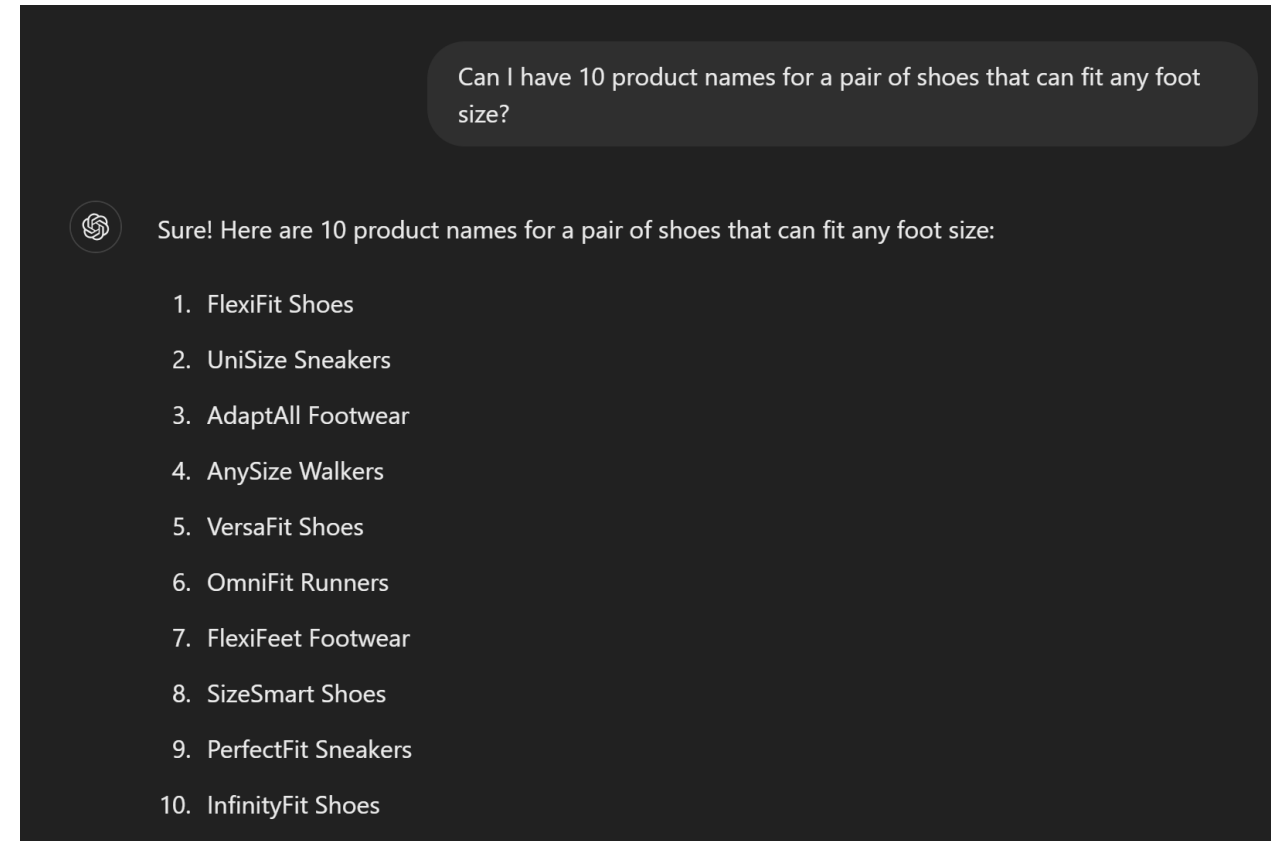 Can I have 10 product names for a pair of shoes that can fit any foot
size?
Sure! Here are 10 product names for a pair of shoes that can fit any foot size:
1. FlexiFit Shoes
2. UniSize Sneakers
3. AdaptAll Footwear
4. AnySize Walkers
5. VersaFit Shoes
6. OmniFit Runners
7. FlexiFeet Footwear
8. SizeSmart Shoes
9. PerfectFit Sneakers
10. InfinityFit Shoes